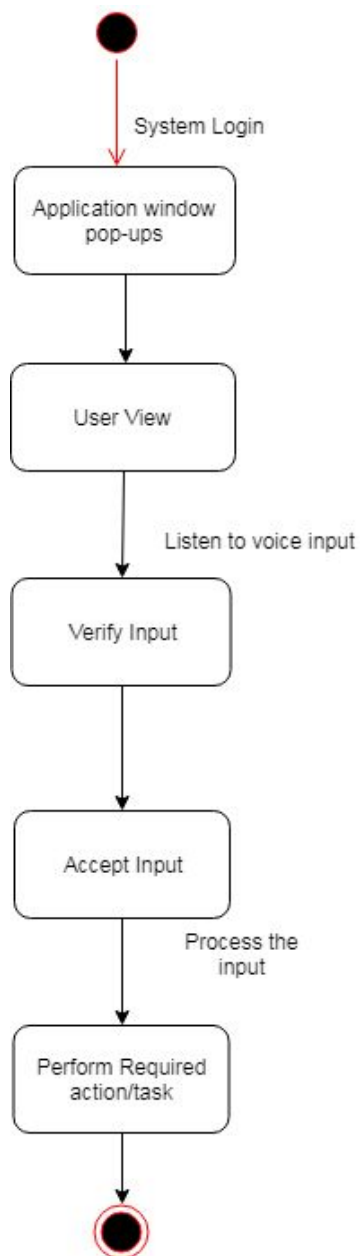 System Login
Application window
pop-ups
User View
Listen to voice input
Verify Input
Accept Input
Process the
input
Perform Required
action/task